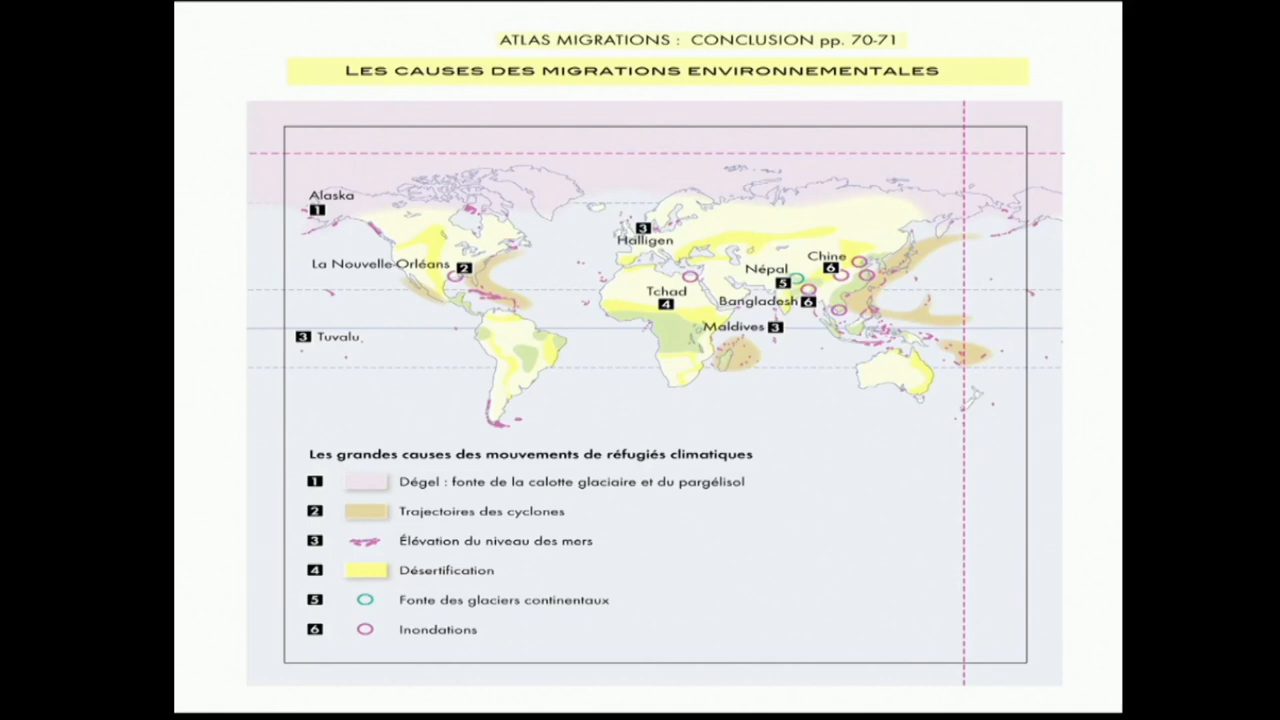 ATLAS MIGRATIONS : CONCLUSION pp. 70-71
LES CAUSES DES MIGRATIONS ENVIRONNEMENTALES
Alaska
1
3
Halligen
La Nouvelle-Orléans 2
Chine
6
Népal
5
Tchad
4
Bangladesh 6
Maldives 3
3 Tuvalu
Les grandes causes des mouvements de réfugiés climatiques
1 Dégel : fonte de la calotte glaciaire et du pargélisol
2 Trajectoires des cyclones
3 Élévation du niveau des mers
4 Désertification
5 Fonte des glaciers continentaux
6 Inondations